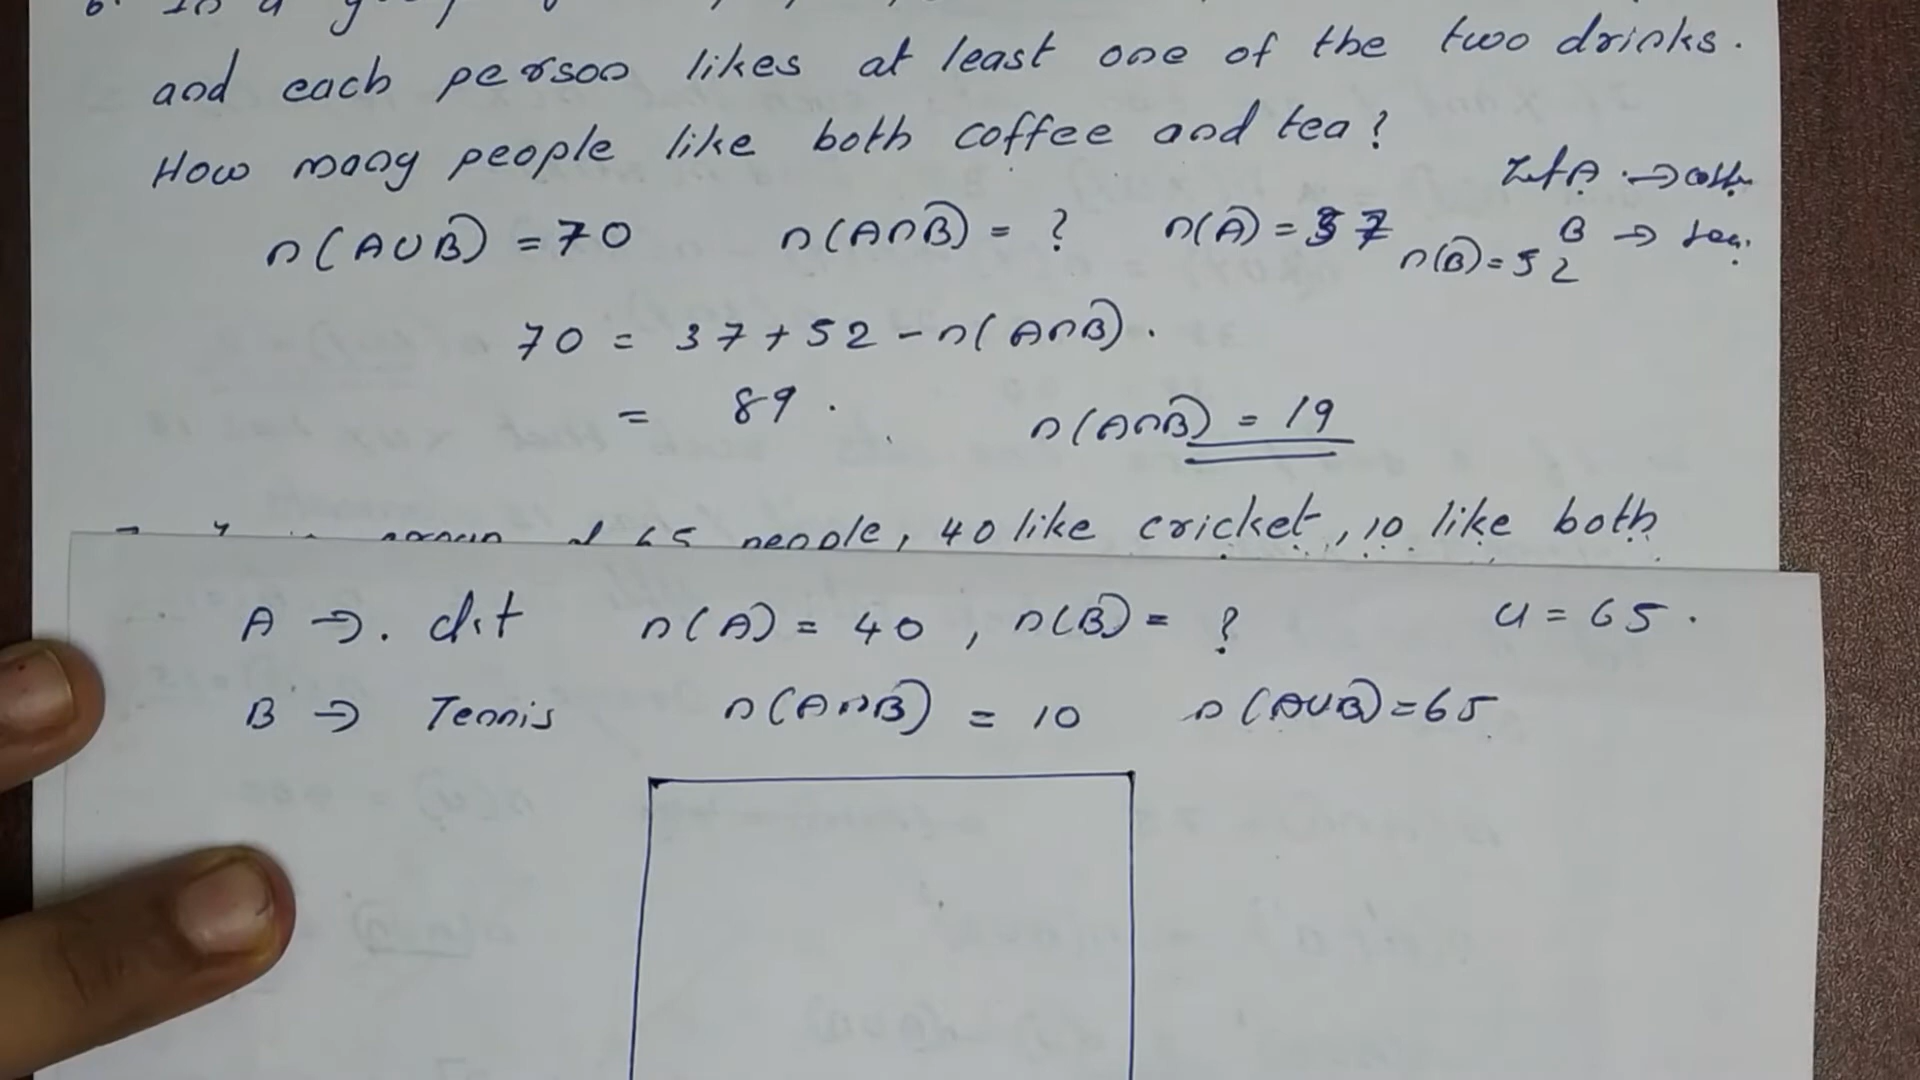 and each person likes at least one of the two drinks.
How many people like both coffee and tea?
Let A → coffe
n(A∪B) = 70 n(A∩B) = ? n(A) = 37 B → tea.
n(B) = 52
70 = 37 + 52 - n(A∩B).
= 89. n(A∩B) = 19
65 people, 40 like cricket, 10 like both
A → n(A) = 40, n(B) = ? U = 65.
B → Tennis n(A∩B) = 10 n(A∪B) = 65